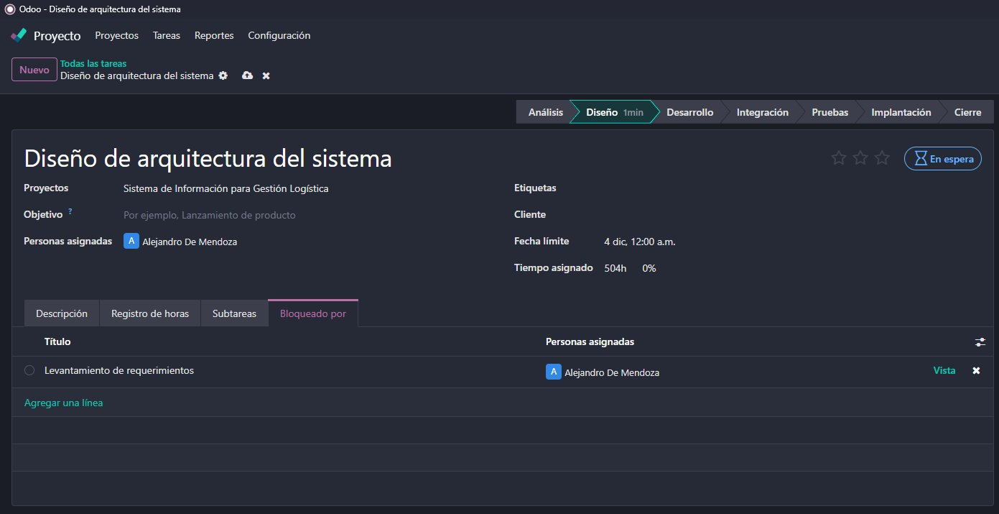 Odoo - Diseño de arquitectura del sistema
Proyecto Proyectos Tareas Reportes Configuración
Nuevo
Todas las tareas
Diseño de arquitectura del sistema
Análisis Diseño 1min Desarrollo Integración Pruebas Implantación Cierre
Diseño de arquitectura del sistema
En espera
Proyectos Sistema de Información para Gestión Logística
Etiquetas
Objetivo ? Por ejemplo, Lanzamiento de producto
Cliente
Personas asignadas A Alejandro De Mendoza
Fecha límite 4 dic, 12:00 a.m.
Tiempo asignado 504h 0%
Descripción Registro de horas Subtareas Bloqueado por
Título Personas asignadas
Levantamiento de requerimientos A Alejandro De Mendoza Vista
Agregar una línea